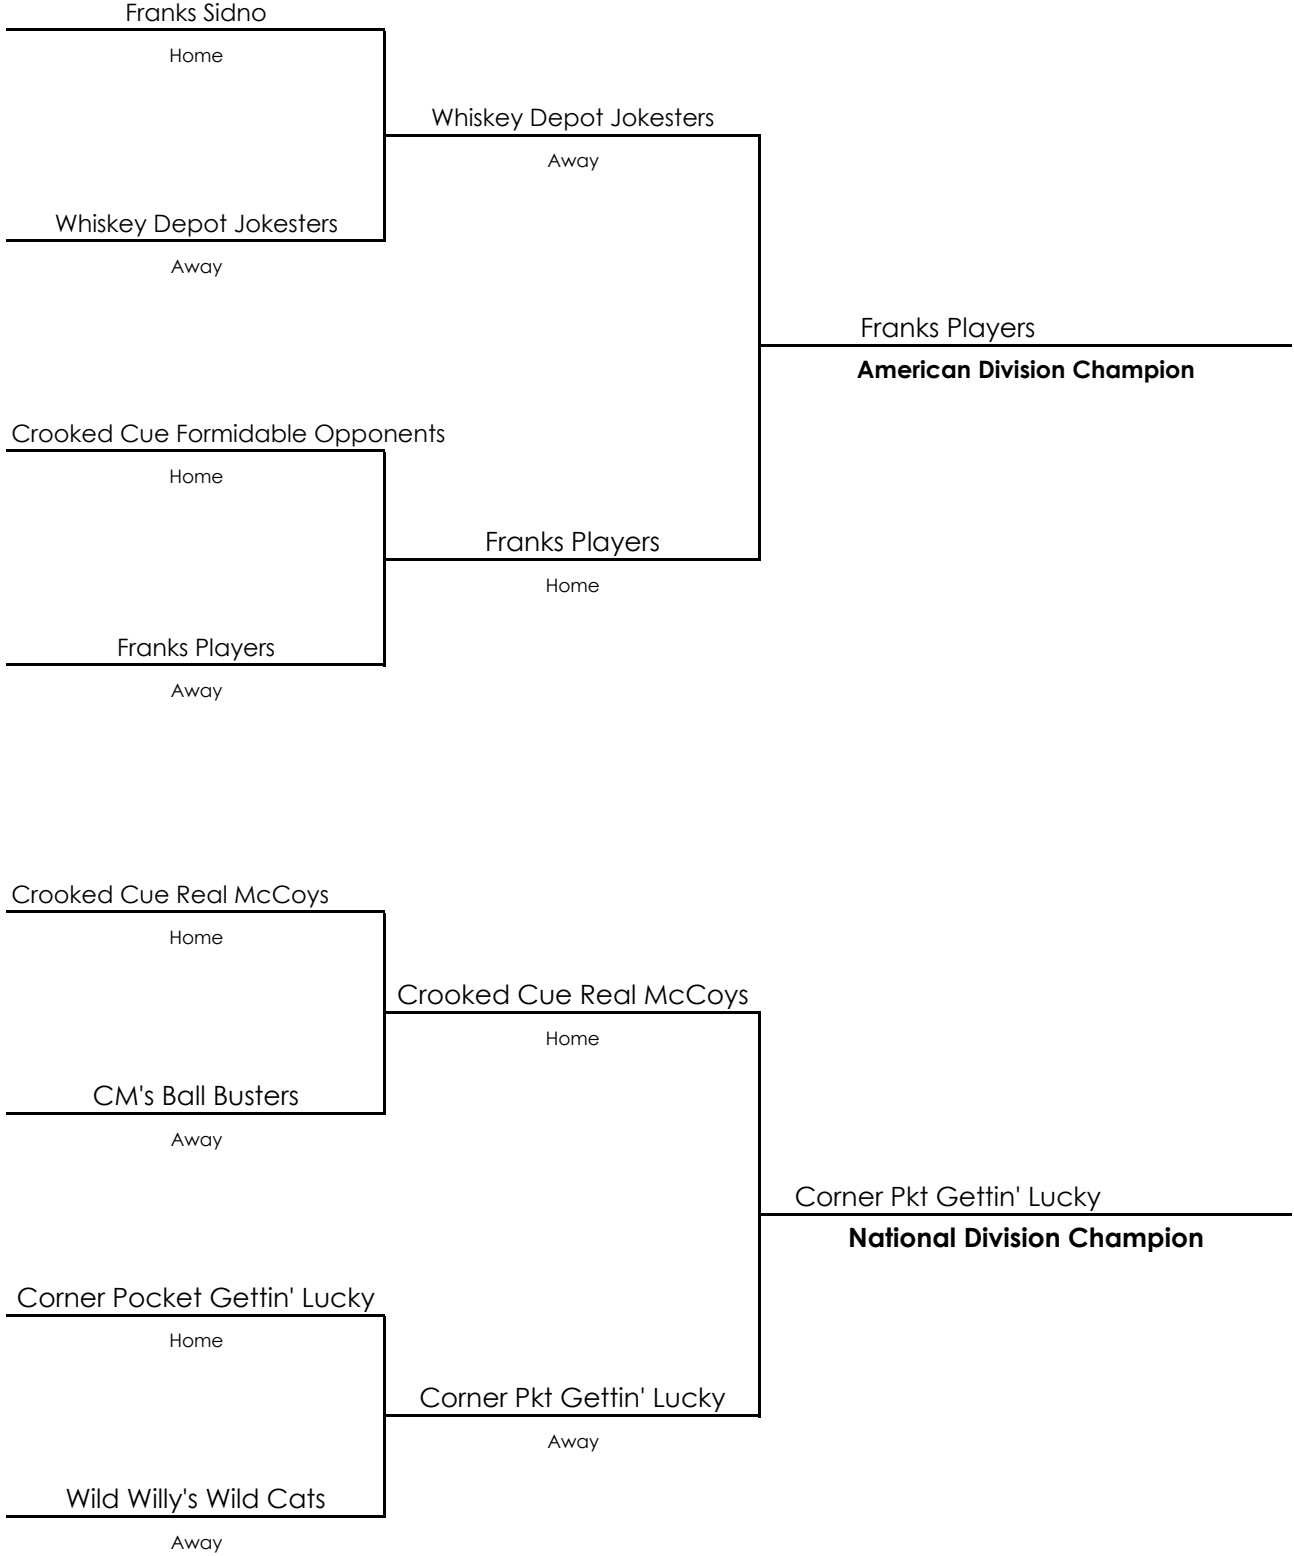 Franks Sidno
Home
Whiskey Depot Jokesters
Away
Whiskey Depot Jokesters
Away
Franks Players
American Division Champion
Crooked Cue Formidable Opponents
Home
Franks Players
Home
Franks Players
Away
Crooked Cue Real McCoys
Home
Crooked Cue Real McCoys
Home
CM's Ball Busters
Away
Corner Pkt Gettin' Lucky
National Division Champion
Corner Pocket Gettin' Lucky
Home
Corner Pkt Gettin' Lucky
Away
Wild Willy's Wild Cats
Away